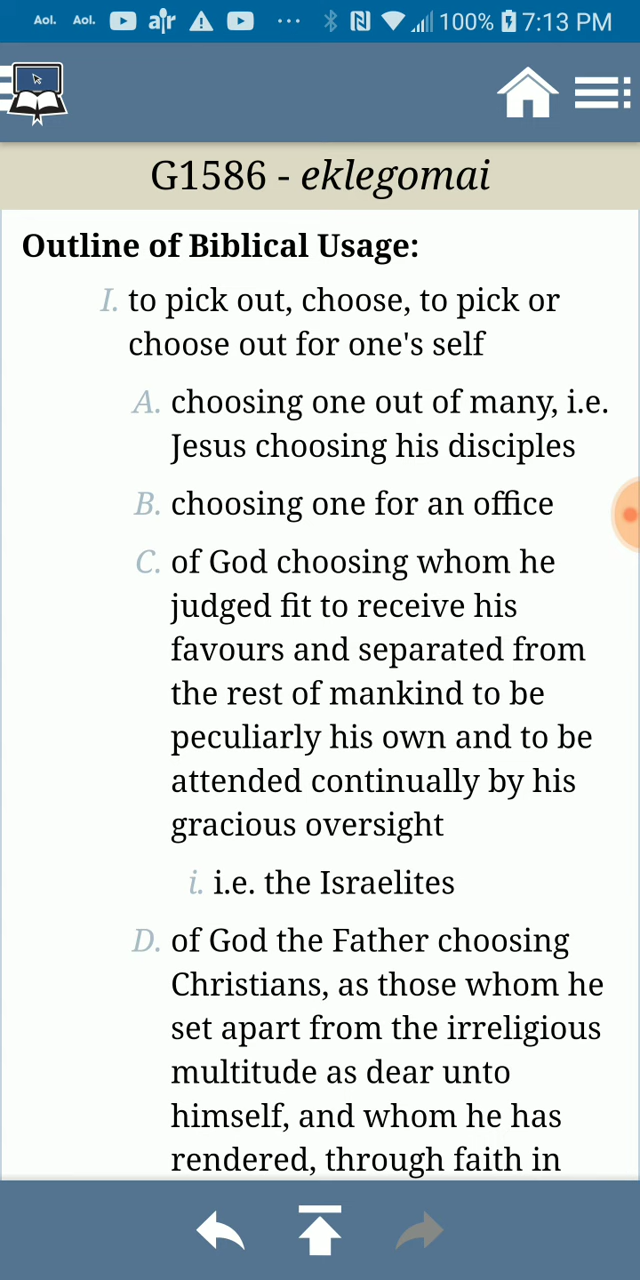 Aol. Aol. air ... 100% 7:13 PM
G1586 - eklegomai
Outline of Biblical Usage:
I. to pick out, choose, to pick or
choose out for one's self
A. choosing one out of many, i.e.
Jesus choosing his disciples
B. choosing one for an office
C. of God choosing whom he
judged fit to receive his
favours and separated from
the rest of mankind to be
peculiarly his own and to be
attended continually by his
gracious oversight
i. i.e. the Israelites
D. of God the Father choosing
Christians, as those whom he
set apart from the irreligious
multitude as dear unto
himself, and whom he has
rendered, through faith in